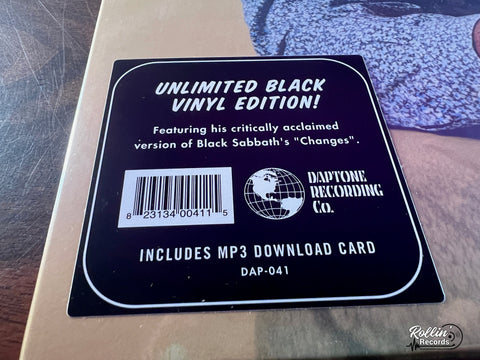 UNLIMITED BLACK
VINYL EDITION!
Featuring his critically acclaimed
version of Black Sabbath's "Changes".
8 23134 00411 5
DAPTONE
RECORDING
Co.
INCLUDES MP3 DOWNLOAD CARD
DAP-041
Rollin'
Records